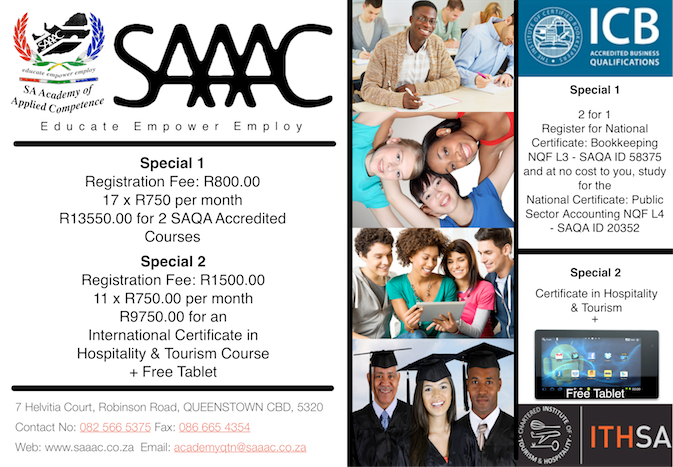 SAAAC
educate empower employ
SA Academy of
Applied Competence
SAAAC
Educate Empower Employ
Special 1
Registration Fee: R800.00
17 x R750 per month
R13550.00 for 2 SAQA Accredited
Courses
Special 2
Registration Fee: R1500.00
11 x R750.00 per month
R9750.00 for an
International Certificate in
Hospitality & Tourism Course
+ Free Tablet
7 Helvitia Court, Robinson Road, QUEENSTOWN CBD, 5320
Contact No: 082 566 5375 Fax: 086 665 4354
Web: www.saaac.co.za Email: academyqtn@saaac.co.za
THE INSTITUTE OF CERTIFIED BOOKKEEPERS
ICB
ACCREDITED BUSINESS
QUALIFICATIONS
Special 1
2 for 1
Register for National
Certificate: Bookkeeping
NQF L3 - SAQA ID 58375
and at no cost to you, study
for the
National Certificate: Public
Sector Accounting NQF L4
- SAQA ID 20352
Special 2
Certificate in Hospitality
& Tourism
+
Free Tablet
CHARTERED INSTITUTE OF
TOURISM & HOSPITALITY
ITHSA